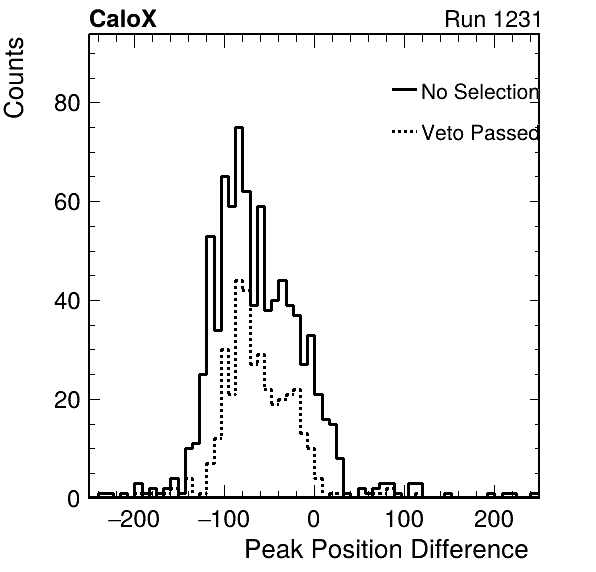 CaloX Run 1231
Counts
No Selection
Veto Passed
80
60
40
20
0
−200 −100 0 100 200
Peak Position Difference